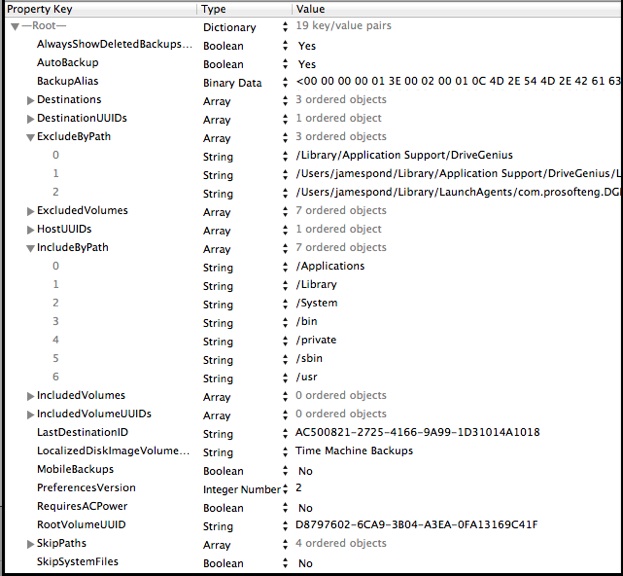 Property Key Type Value
—Root— Dictionary 19 key/value pairs
AlwaysShowDeletedBackups... Boolean Yes
AutoBackup Boolean Yes
BackupAlias Binary Data <00 00 00 00 01 3E 00 02 00 01 0C 4D 2E 54 4D 2E 42 61 63
Destinations Array 3 ordered objects
DestinationUUIDs Array 1 ordered object
ExcludeByPath Array 3 ordered objects
0 String /Library/Application Support/DriveGenius
1 String /Users/jamespond/Library/Application Support/DriveGenius/L
2 String /Users/jamespond/Library/LaunchAgents/com.prosofteng.DG
ExcludedVolumes Array 7 ordered objects
HostUUIDs Array 1 ordered object
IncludeByPath Array 7 ordered objects
0 String /Applications
1 String /Library
2 String /System
3 String /bin
4 String /private
5 String /sbin
6 String /usr
IncludedVolumes Array 0 ordered objects
IncludedVolumeUUIDs Array 0 ordered objects
LastDestinationID String AC500821-2725-4166-9A99-1D31014A1018
LocalizedDiskImageVolume... String Time Machine Backups
MobileBackups Boolean No
PreferencesVersion Integer Number 2
RequiresACPower Boolean No
RootVolumeUUID String D8797602-6CA9-3B04-A3EA-0FA13169C41F
SkipPaths Array 4 ordered objects
SkipSystemFiles Boolean No